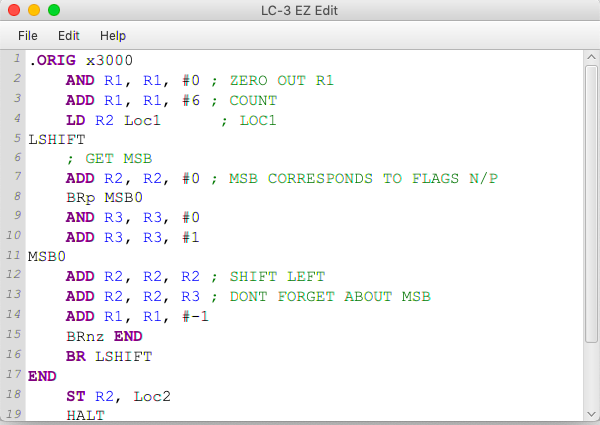 LC-3 EZ Edit
File Edit Help
1 .ORIG x3000
2 AND R1, R1, #0 ; ZERO OUT R1
3 ADD R1, R1, #6 ; COUNT
4 LD R2 Loc1 ; LOC1
5 LSHIFT
6 ; GET MSB
7 ADD R2, R2, #0 ; MSB CORRESPONDS TO FLAGS N/P
8 BRp MSB0
9 AND R3, R3, #0
10 ADD R3, R3, #1
11 MSB0
12 ADD R2, R2, R2 ; SHIFT LEFT
13 ADD R2, R2, R3 ; DONT FORGET ABOUT MSB
14 ADD R1, R1, #-1
15 BRnz END
16 BR LSHIFT
17 END
18 ST R2, Loc2
19 HALT